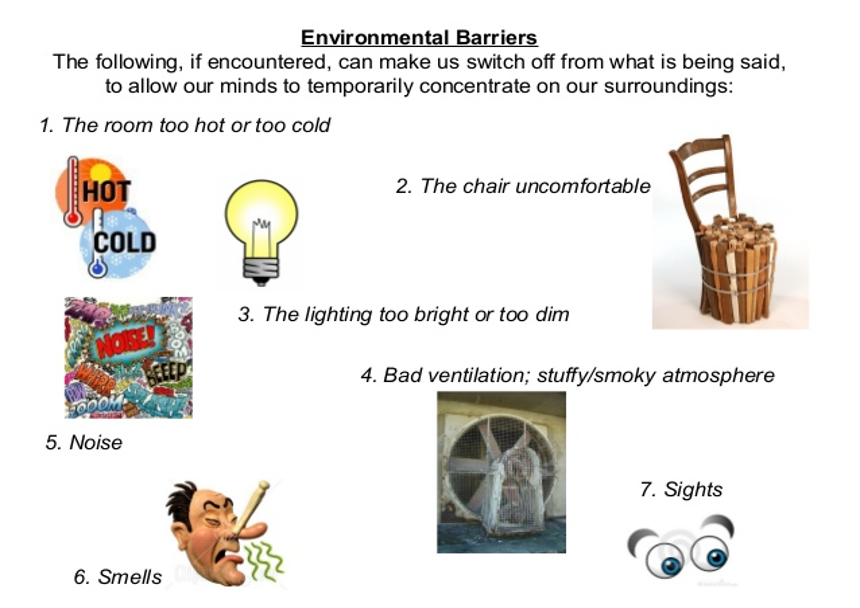 Environmental Barriers
The following, if encountered, can make us switch off from what is being said,
to allow our minds to temporarily concentrate on our surroundings:
1. The room too hot or too cold
HOT
COLD
2. The chair uncomfortable
3. The lighting too bright or too dim
NOISE!
BEEEP
4. Bad ventilation; stuffy/smoky atmosphere
5. Noise
7. Sights
6. Smells